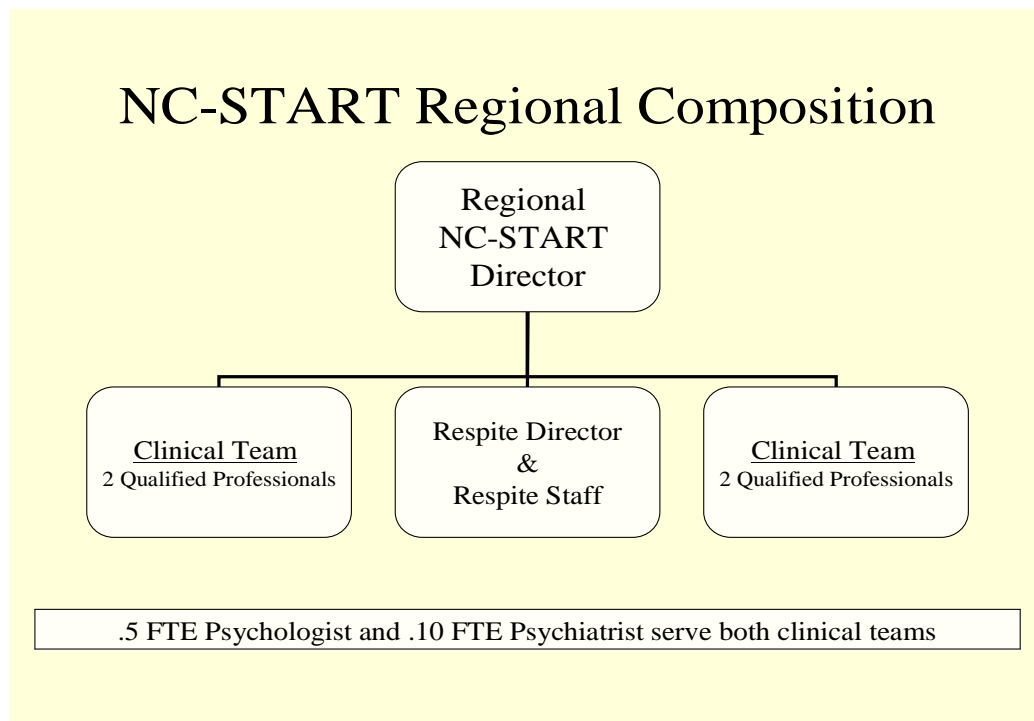 NC-START Regional Composition
Regional
NC-START
Director
Clinical Team
2 Qualified Professionals
Respite Director
&
Respite Staff
Clinical Team
2 Qualified Professionals
.5 FTE Psychologist and .10 FTE Psychiatrist serve both clinical teams